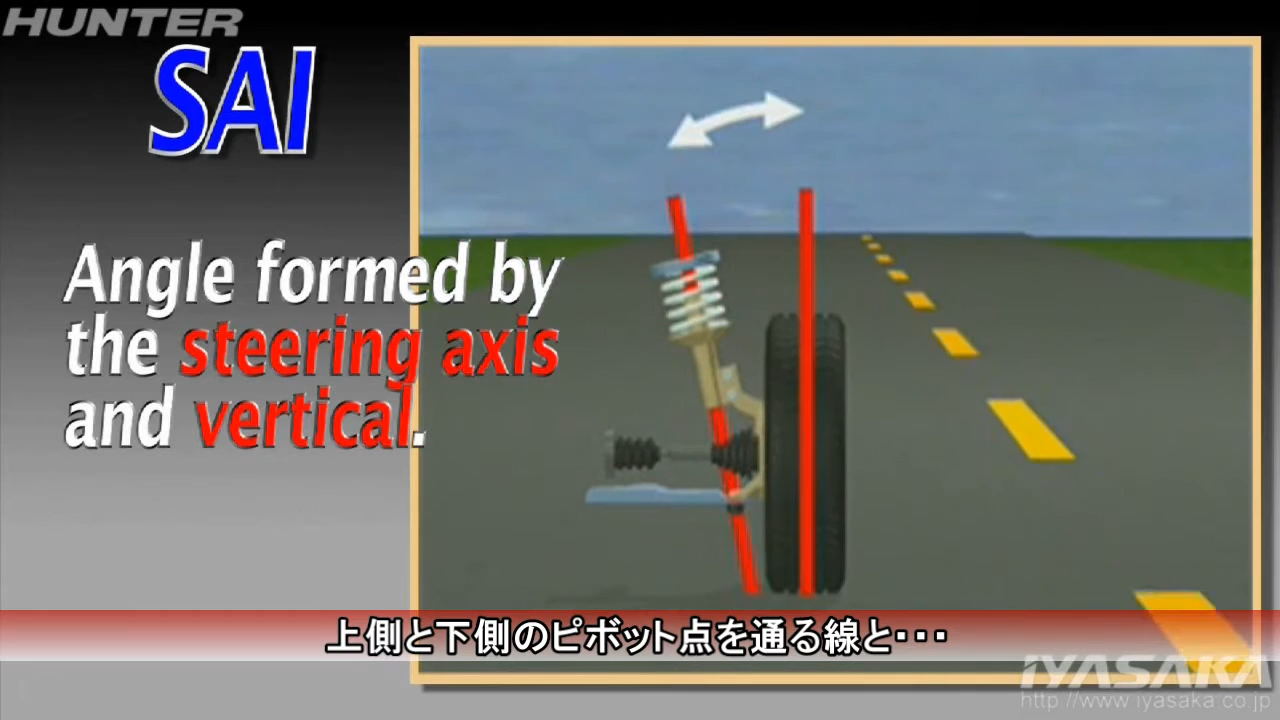 HUNTER
SAI
Angle formed by
the steering axis
and vertical.
上側と下側のピボット点を通る線と・・・
IYASAKA
http://www.iyasaka.co.jp